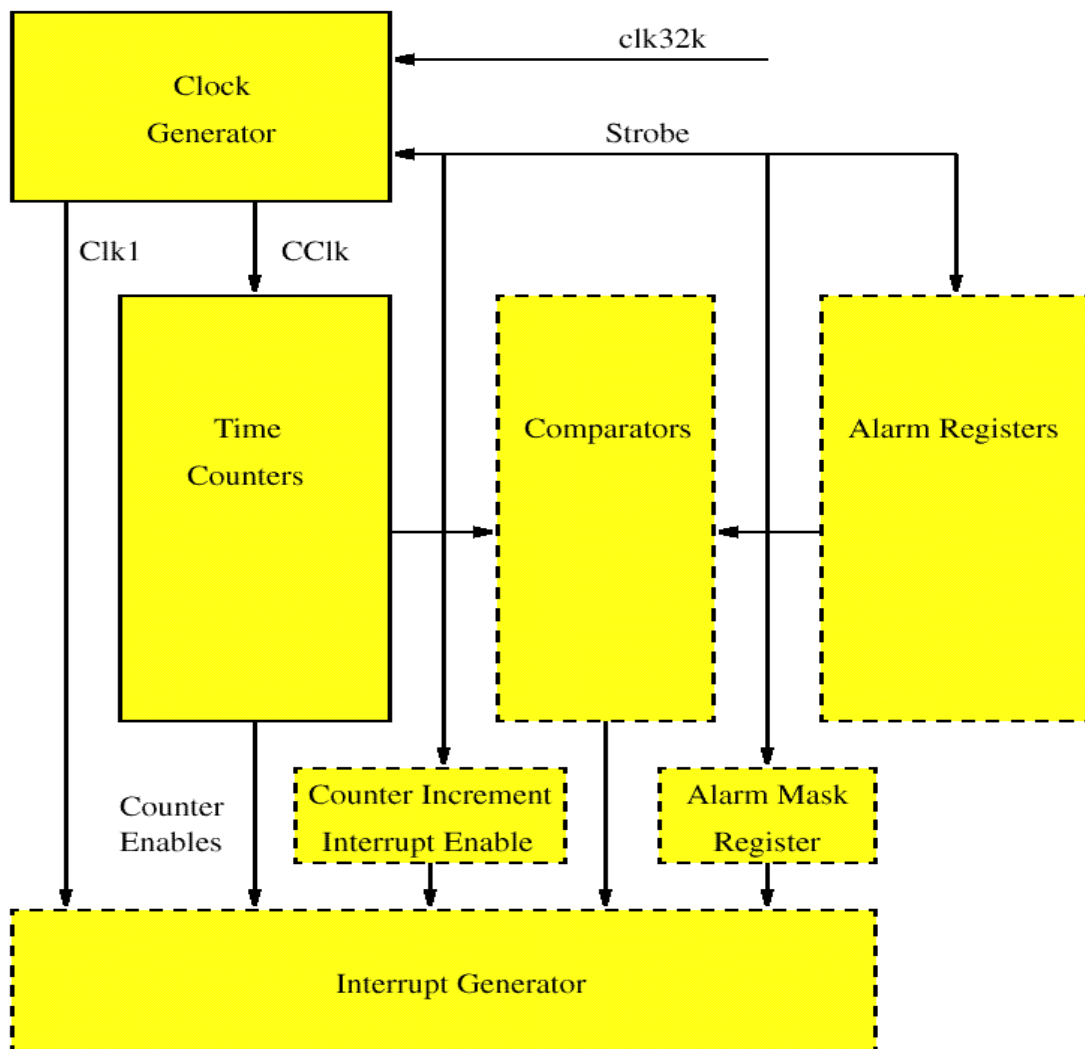 clk32k
Clock
Generator
Strobe
Clk1
CClk
Time
Counters
Comparators
Alarm Registers
Counter
Enables
Counter Increment
Interrupt Enable
Alarm Mask
Register
Interrupt Generator